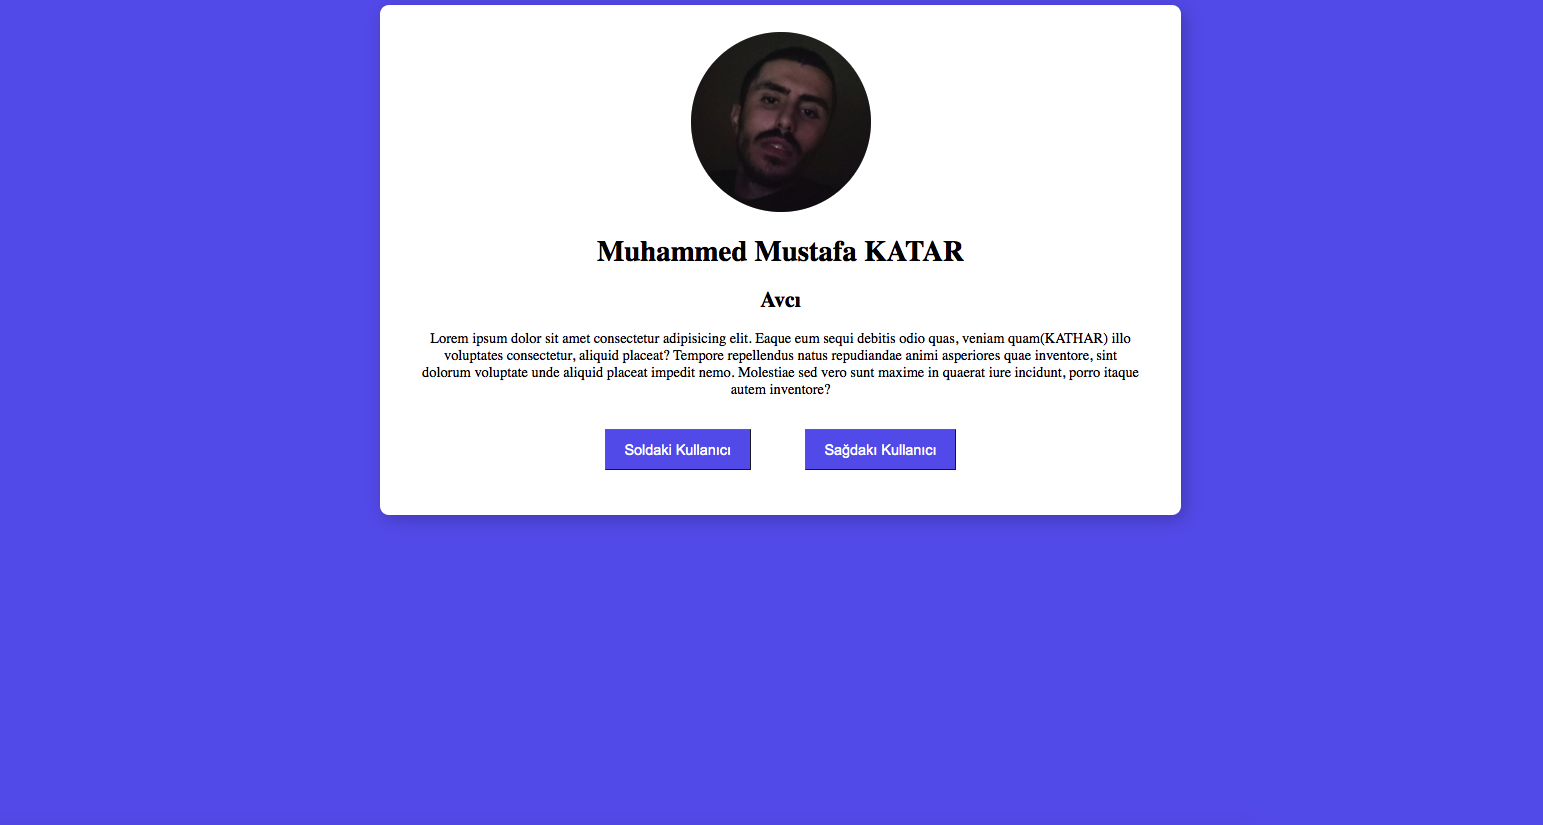 Muhammed Mustafa KATAR
Avcı
Lorem ipsum dolor sit amet consectetur adipisicing elit. Eaque eum sequi debitis odio quas, veniam quam(KATHAR) illo
voluptates consectetur, aliquid placeat? Tempore repellendus natus repudiandae animi asperiores quae inventore, sint
dolorum voluptate unde aliquid placeat impedit nemo. Molestiae sed vero sunt maxime in quaerat iure incidunt, porro itaque
autem inventore?
Soldaki Kullanıcı
Sağdakı Kullanıcı